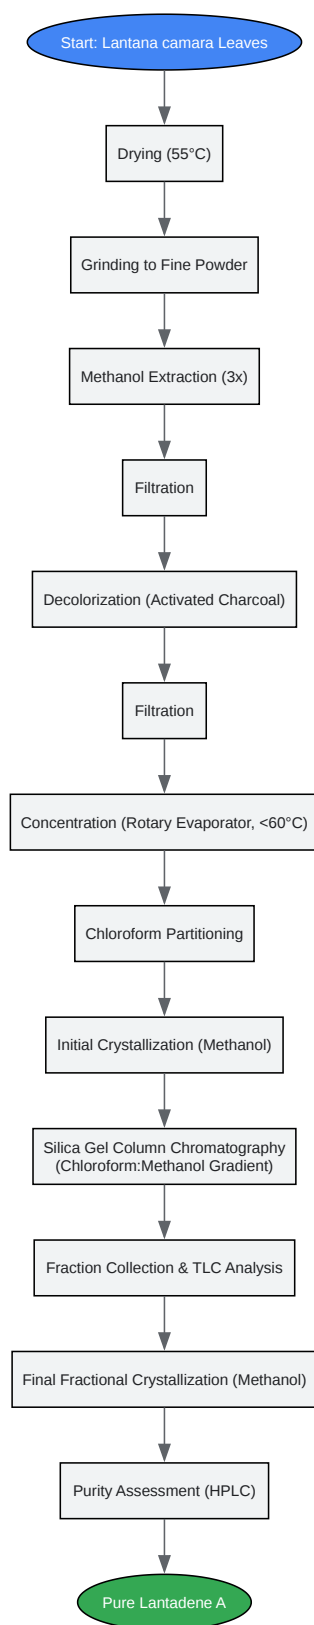 Start: Lantana camara Leaves
Drying (55°C)
Grinding to Fine Powder
Methanol Extraction (3x)
Filtration
Decolorization (Activated Charcoal)
Filtration
Concentration (Rotary Evaporator, <60°C)
Chloroform Partitioning
Initial Crystallization (Methanol)
Silica Gel Column Chromatography
(Chloroform:Methanol Gradient)
Fraction Collection & TLC Analysis
Final Fractional Crystallization (Methanol)
Purity Assessment (HPLC)
Pure Lantadene A